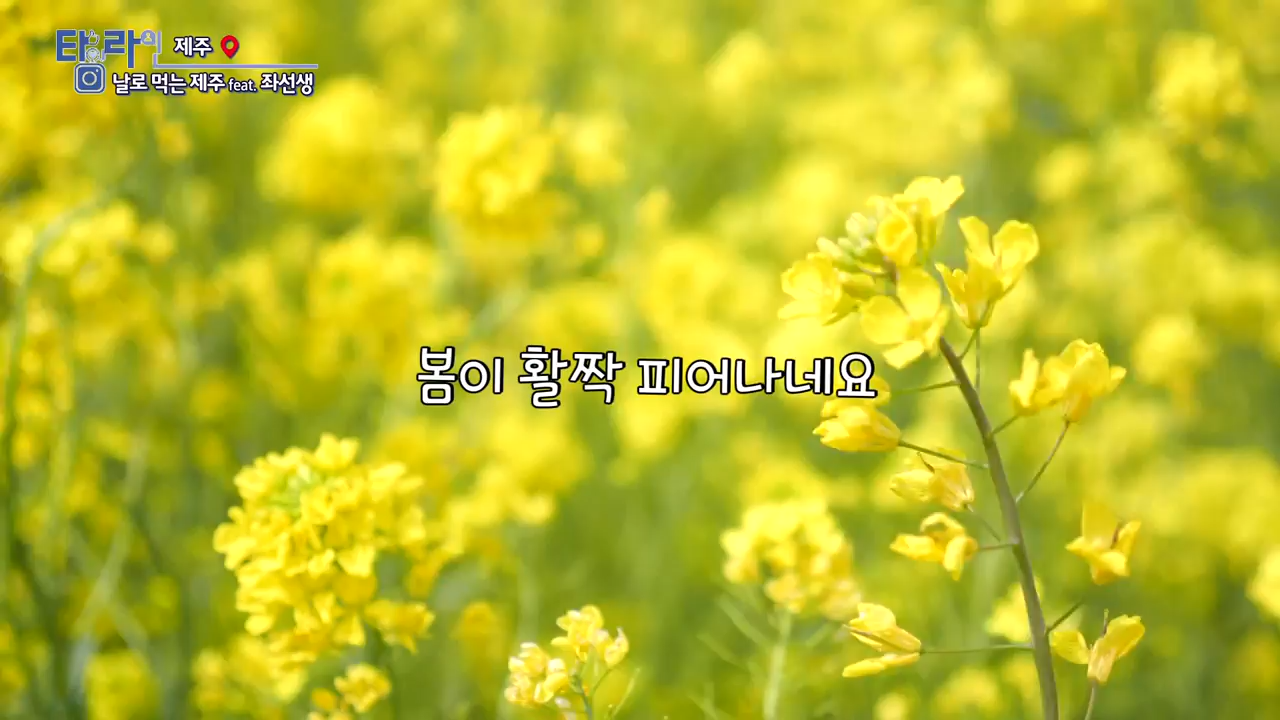 타라인 제주
날로 먹는 제주 feat. 좌선생
봄이 활짝 피어나네요